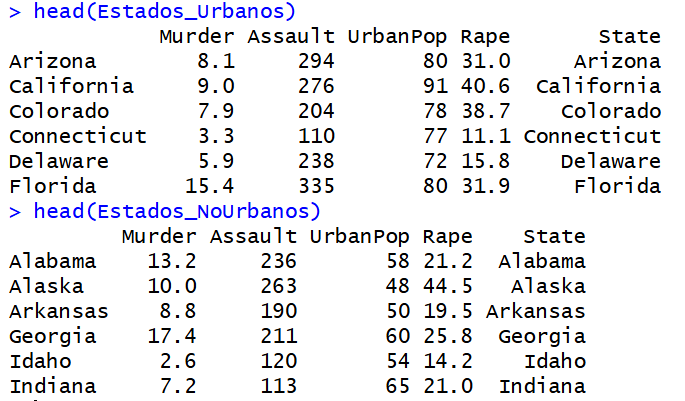 > head(Estados_Urbanos)
Murder Assault UrbanPop Rape State
Arizona 8.1 294 80 31.0 Arizona
California 9.0 276 91 40.6 California
Colorado 7.9 204 78 38.7 Colorado
Connecticut 3.3 110 77 11.1 Connecticut
Delaware 5.9 238 72 15.8 Delaware
Florida 15.4 335 80 31.9 Florida
> head(Estados_NoUrbanos)
Murder Assault UrbanPop Rape State
Alabama 13.2 236 58 21.2 Alabama
Alaska 10.0 263 48 44.5 Alaska
Arkansas 8.8 190 50 19.5 Arkansas
Georgia 17.4 211 60 25.8 Georgia
Idaho 2.6 120 54 14.2 Idaho
Indiana 7.2 113 65 21.0 Indiana